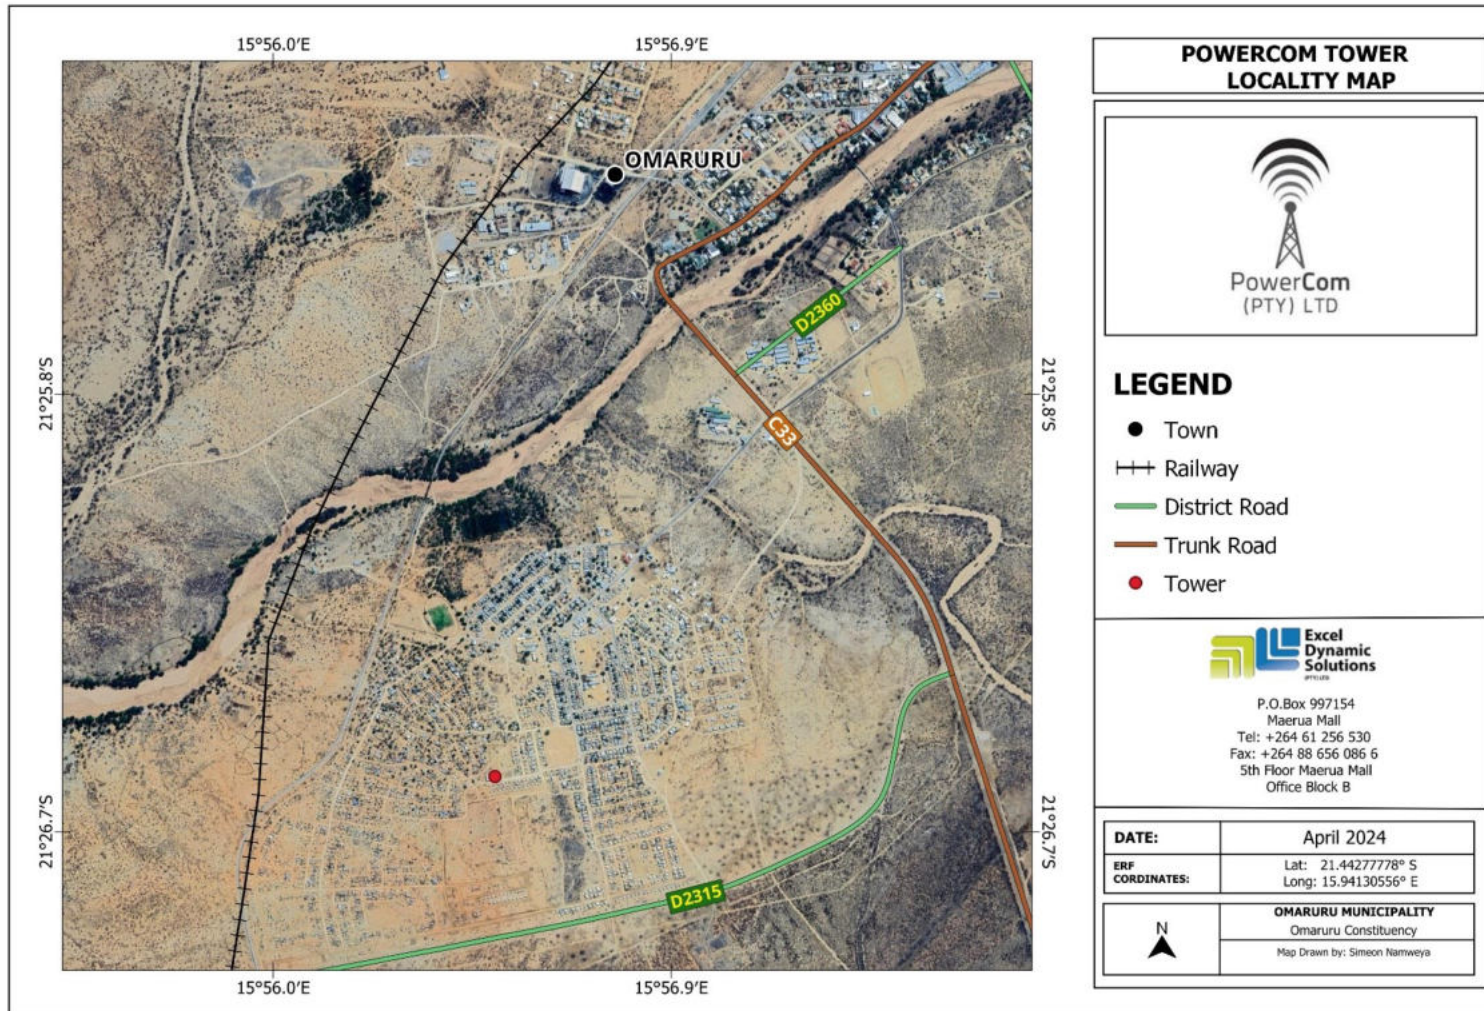 15°56.0'E
15°56.9'E
OMARURU
D2360
C33
D2315
21°25.8'S
21°25.8'S
21°26.7'S
21°26.7'S
15°56.0'E
15°56.9'E
POWERCOM TOWER
LOCALITY MAP
PowerCom
(PTY) LTD
LEGEND
Town
Railway
District Road
Trunk Road
Tower
Excel
Dynamic
Solutions
(PTY) LTD
P.O.Box 997154
Maerua Mall
Tel: +264 61 256 530
Fax: +264 88 656 086 6
5th Floor Maerua Mall
Office Block B
DATE: April 2024
ERF
CORDINATES:
Lat: 21.44277778° S
Long: 15.94130556° E
N
OMARURU MUNICIPALITY
Omaruru Constituency
Map Drawn by: Simeon Namweya